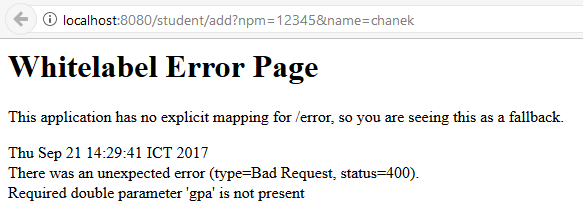 localhost:8080/student/add?npm=12345&name=chanek
Whitelabel Error Page
This application has no explicit mapping for /error, so you are seeing this as a fallback.
Thu Sep 21 14:29:41 ICT 2017
There was an unexpected error (type=Bad Request, status=400).
Required double parameter 'gpa' is not present